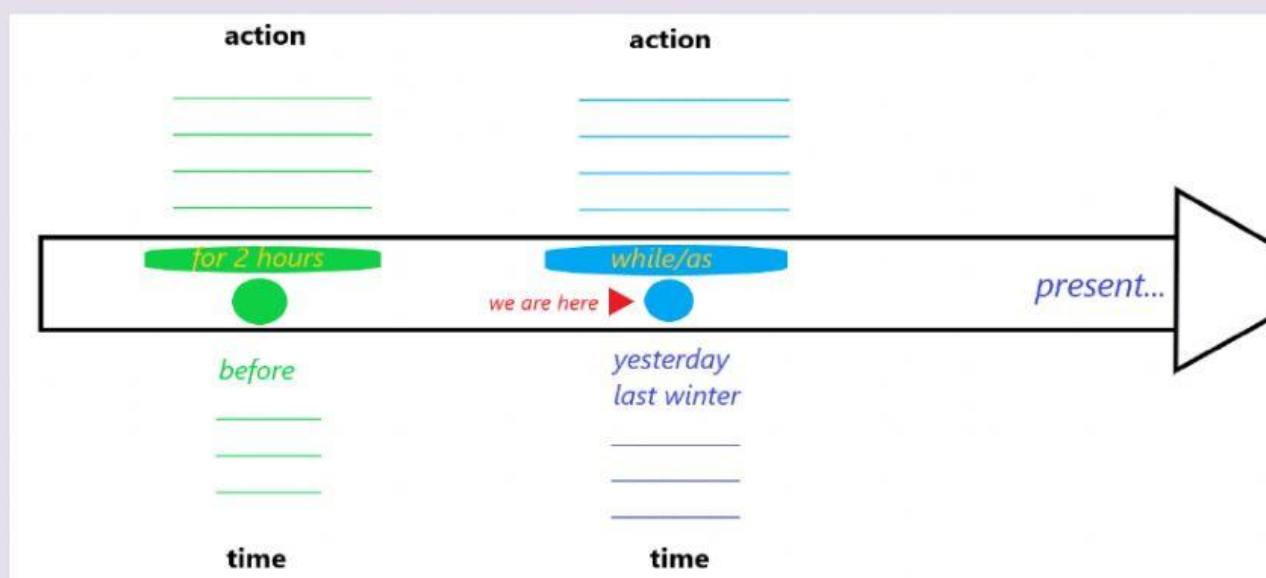 action
action
for 2 hours
while/as
we are here
present...
before
yesterday
last winter
time
time